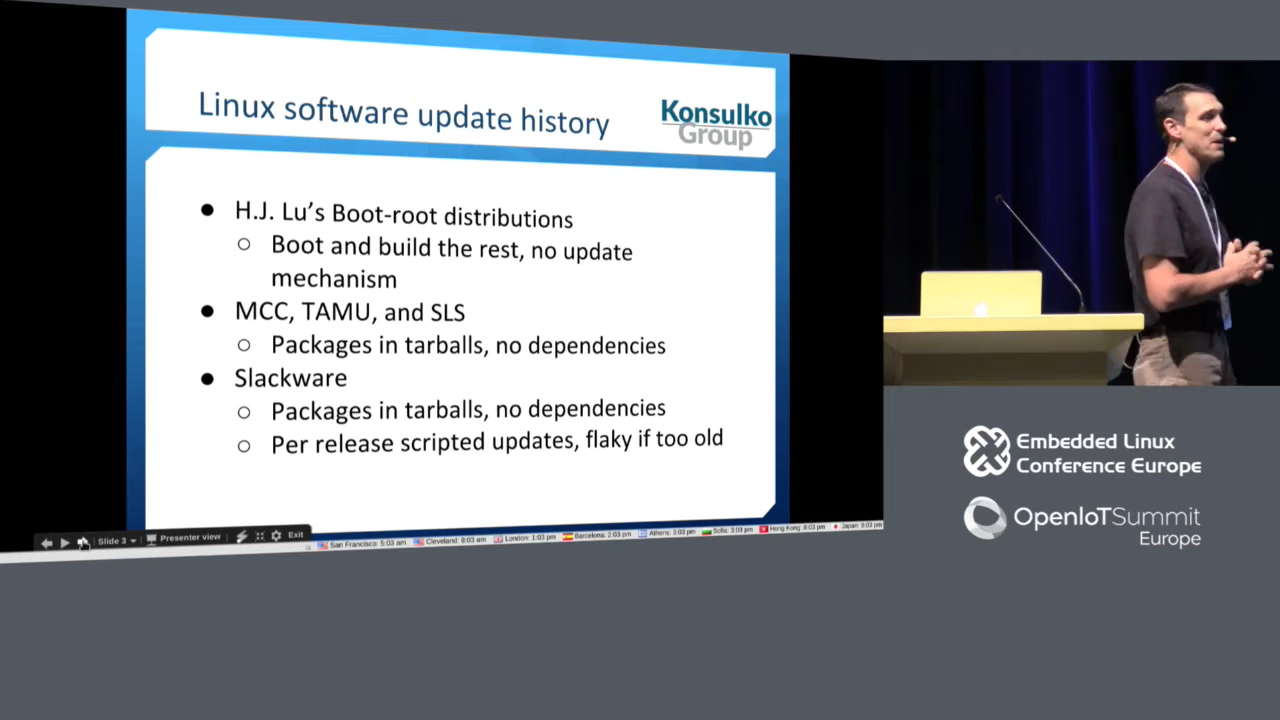 Linux software update history
Konsulko
Group
● H.J. Lu’s Boot-root distributions
○ Boot and build the rest, no update
mechanism
● MCC, TAMU, and SLS
○ Packages in tarballs, no dependencies
● Slackware
○ Packages in tarballs, no dependencies
○ Per release scripted updates, flaky if too old
Slide 3
Presenter view
Exit
San Francisco: 5:03 am
Cleveland: 8:03 am
London: 1:03 pm
Barcelona: 2:03 pm
Athens: 3:03 pm
Sofia: 3:03 pm
Hong Kong: 8:03 pm
Japan: 9:03 pm
Embedded Linux
Conference Europe
OpenIoTSummit
Europe